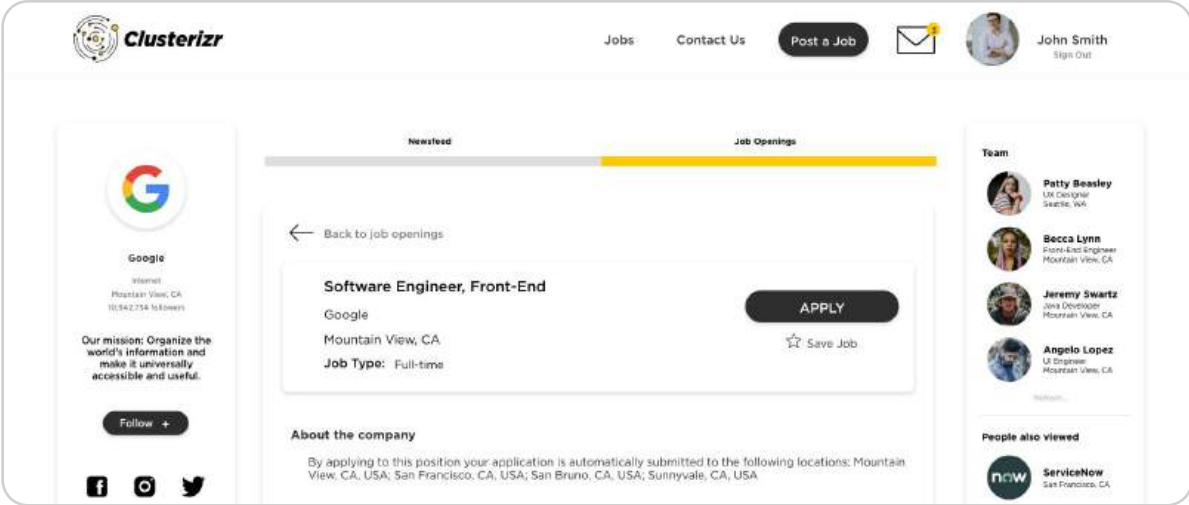 Clusterizr
Jobs
Contact Us
Post a Job
John Smith
Sign Out
Google
Internet
Mountain View, CA
10,942,754 followers
Our mission: Organize the
world's information and
make it universally
accessible and useful.
Follow +
Newsfeed
Job Openings
Back to job openings
Software Engineer, Front-End
Google
Mountain View, CA
Job Type: Full-time
APPLY
Save Job
About the company
By applying to this position your application is automatically submitted to the following locations: Mountain
View, CA, USA; San Francisco, CA, USA; San Bruno, CA, USA; Sunnyvale, CA, USA
Team
Patty Beasley
UX Designer
Seattle, WA
Becca Lynn
Front-End Engineer
Mountain View, CA
Jeremy Swartz
Java Developer
Mountain View, CA
Angelo Lopez
UI Engineer
Mountain View, CA
People also viewed
now
ServiceNow
San Francisco, CA